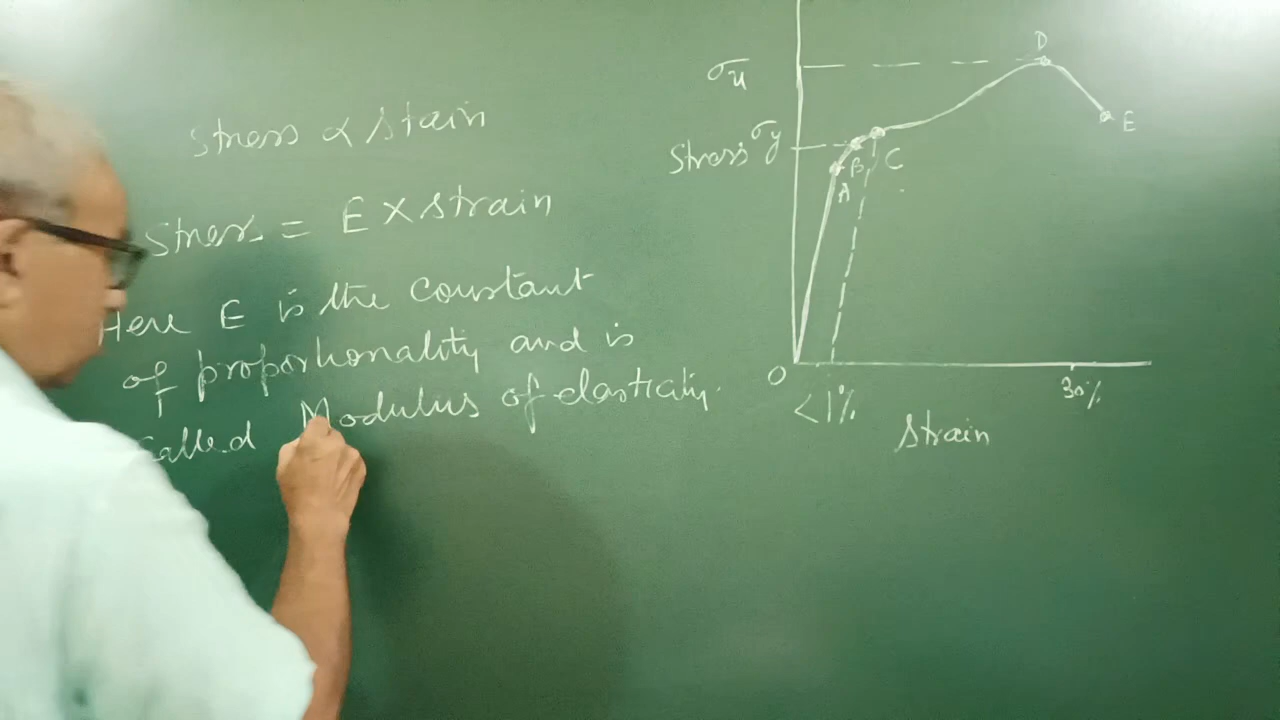 Stress α stain
Stress = E × strain
Here E is the constant
of proportionality and is
called Modulus of elasticity.
σu
Stress σy
A
B
C
D
E
O
<1%
30%
Strain